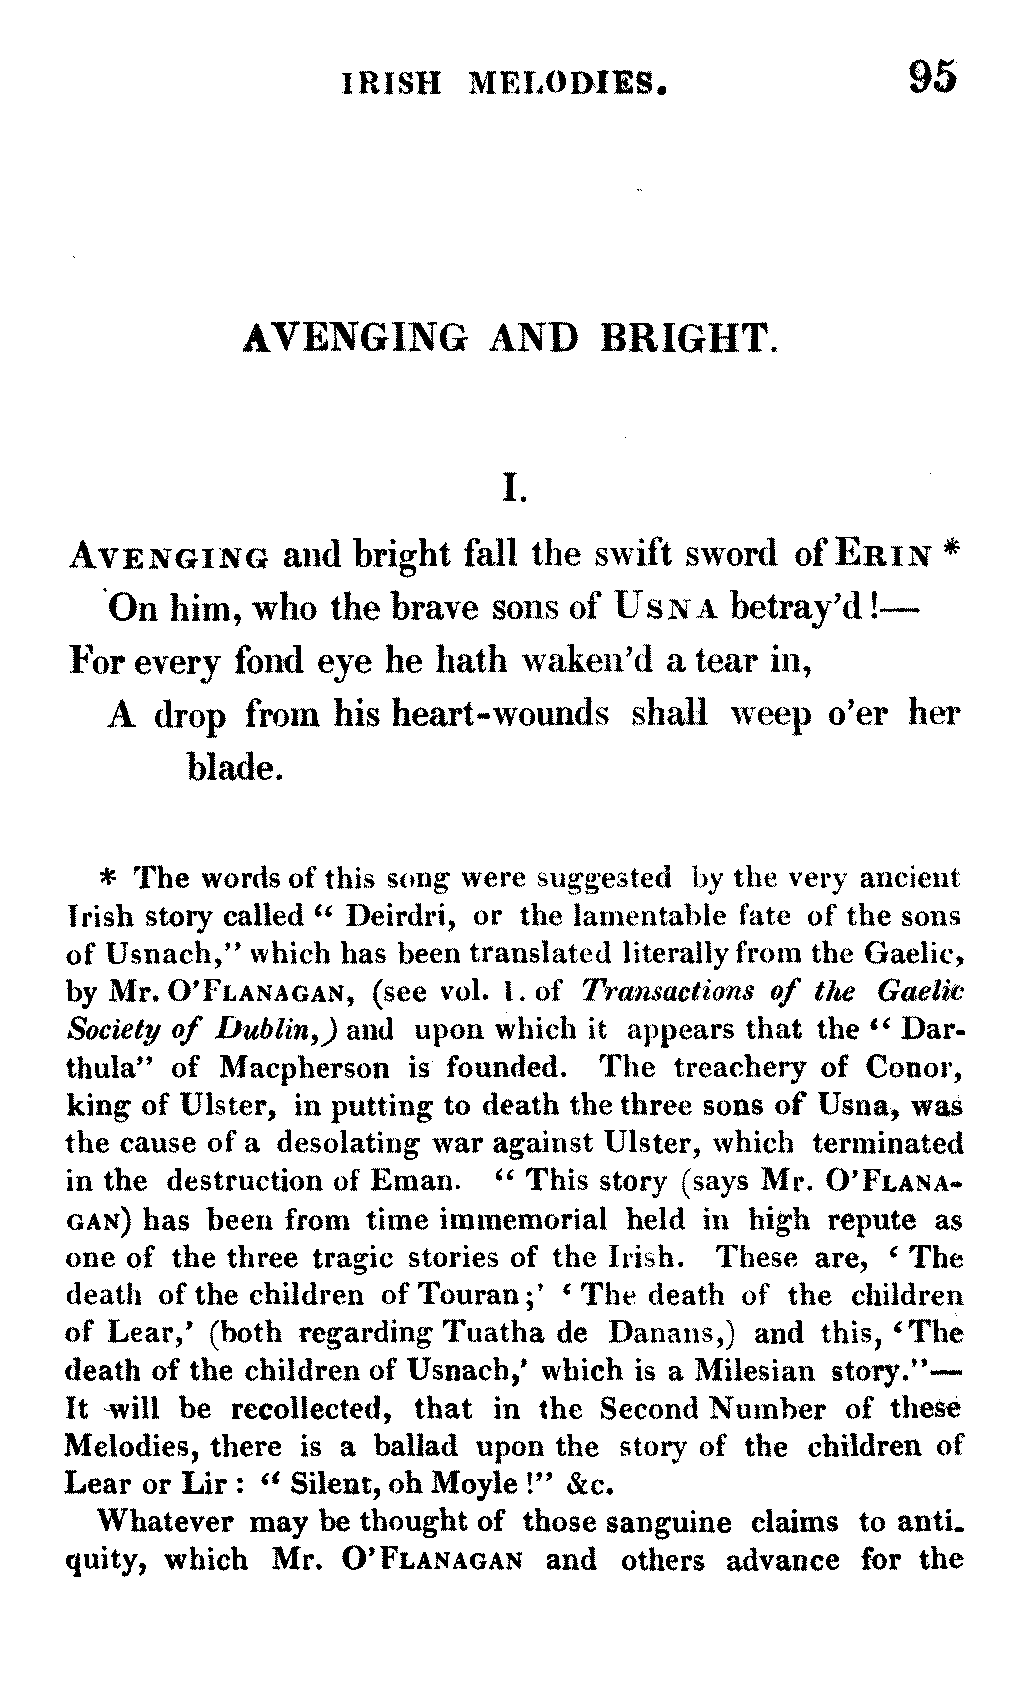 IRISH MELODIES. 95
AVENGING AND BRIGHT.
I.
AVENGING and bright fall the swift sword of ERIN *
On him, who the brave sons of USNA betray'd!—
For every fond eye he hath waken'd a tear in,
A drop from his heart-wounds shall weep o'er her
blade.
* The words of this song were suggested by the very ancient
Irish story called “ Deirdri, or the lamentable fate of the sons
of Usnach,” which has been translated literally from the Gaelic,
by Mr. O'FLANAGAN, (see vol. 1. of Transactions of the Gaelic
Society of Dublin,) and upon which it appears that the “ Dar-
thula” of Macpherson is founded. The treachery of Conor,
king of Ulster, in putting to death the three sons of Usna, was
the cause of a desolating war against Ulster, which terminated
in the destruction of Eman. “ This story (says Mr. O'FLANA-
GAN) has been from time immemorial held in high repute as
one of the three tragic stories of the Irish. These are, ‘ The
death of the children of Touran;’ ‘ The death of the children
of Lear,’ (both regarding Tuatha de Danans,) and this, ‘The
death of the children of Usnach,’ which is a Milesian story.”—
It will be recollected, that in the Second Number of these
Melodies, there is a ballad upon the story of the children of
Lear or Lir : “ Silent, oh Moyle !” &c.
Whatever may be thought of those sanguine claims to anti-
quity, which Mr. O'FLANAGAN and others advance for the